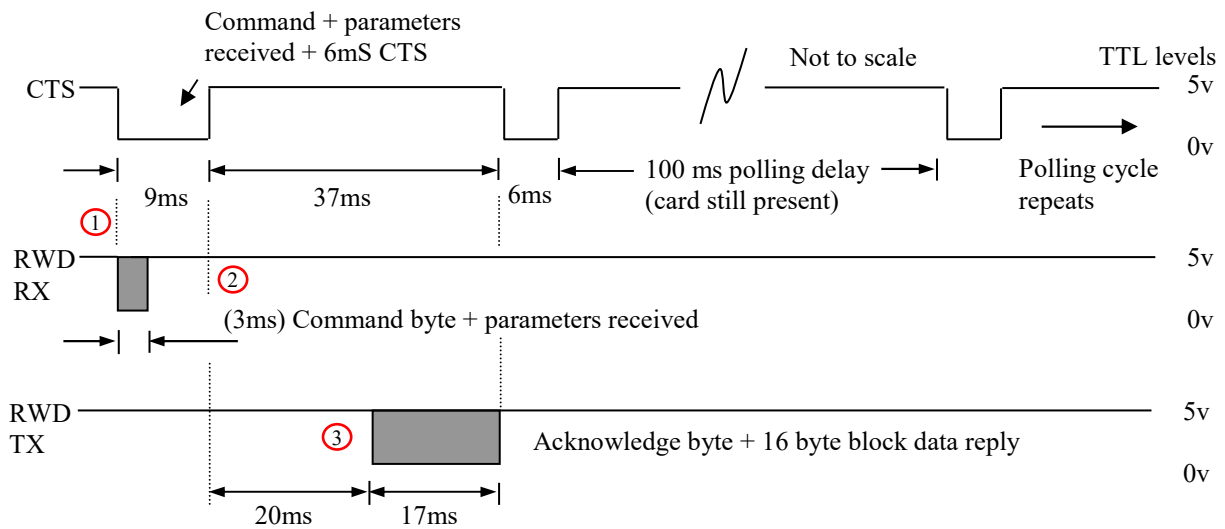 Command + parameters
received + 6mS CTS
Not to scale
TTL levels
CTS
5v
0v
9ms
37ms
6ms
100 ms polling delay
(card still present)
Polling cycle
repeats
1
RWD
RX
2
5v
(3ms) Command byte + parameters received
0v
RWD
TX
3
Acknowledge byte + 16 byte block data reply
5v
0v
20ms
17ms